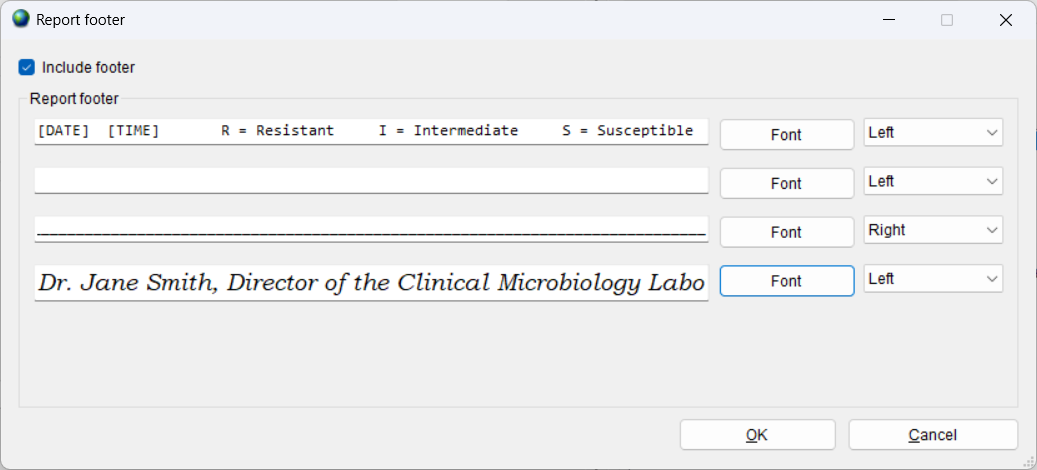 Report footer
Include footer
Report footer
[DATE]  [TIME]       R = Resistant     I = Intermediate     S = Susceptible
Font
Left
Font
Left
________________________________________________________________________________
Font
Right
Dr. Jane Smith, Director of the Clinical Microbiology Labo
Font
Left
OK
Cancel